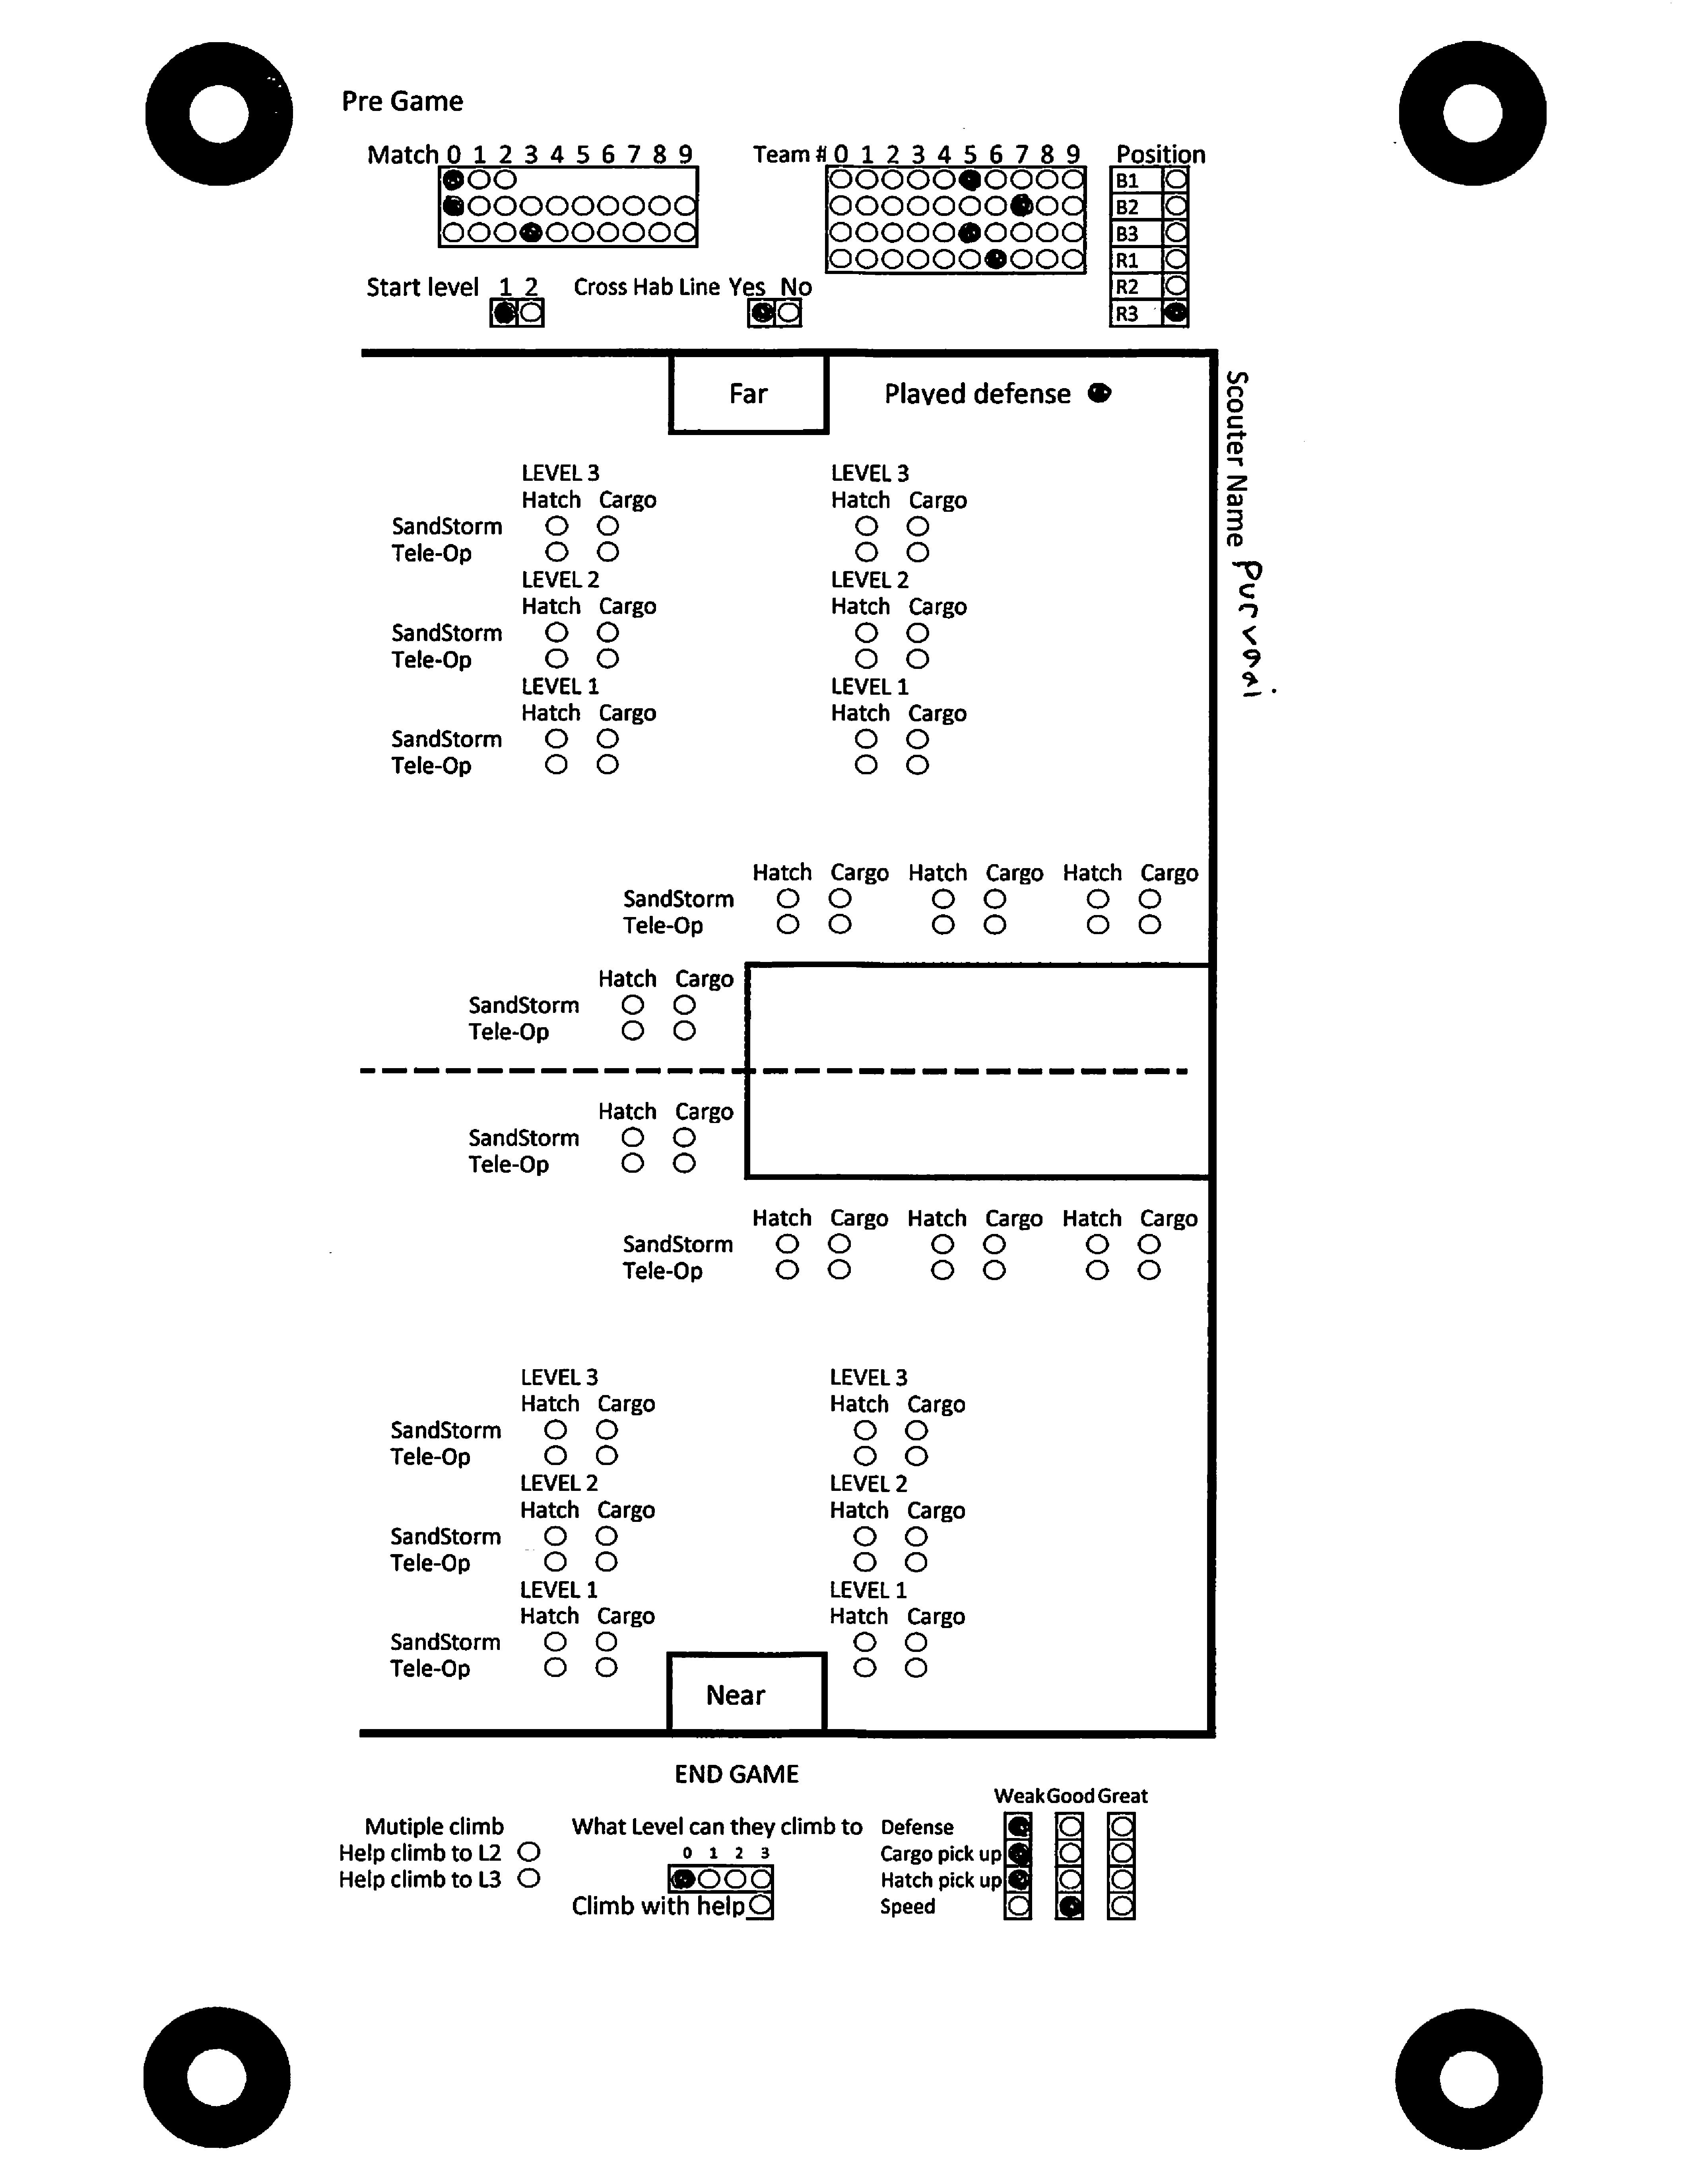 Pre Game
Match 0 1 2 3 4 5 6 7 8 9
Team # 0 1 2 3 4 5 6 7 8 9
Position
B1
B2
B3
R1
R2
R3
Start level 1 2
Cross Hab Line Yes No
Far
Played defense
Scouter Name
LEVEL 3 LEVEL 3
Hatch Cargo Hatch Cargo
SandStorm
Tele-Op
LEVEL 2 LEVEL 2
Hatch Cargo Hatch Cargo
SandStorm
Tele-Op
LEVEL 1 LEVEL 1
Hatch Cargo Hatch Cargo
SandStorm
Tele-Op
Hatch Cargo Hatch Cargo Hatch Cargo
SandStorm
Tele-Op
Hatch Cargo
SandStorm
Tele-Op
Hatch Cargo
SandStorm
Tele-Op
Hatch Cargo Hatch Cargo Hatch Cargo
SandStorm
Tele-Op
LEVEL 3 LEVEL 3
Hatch Cargo Hatch Cargo
SandStorm
Tele-Op
LEVEL 2 LEVEL 2
Hatch Cargo Hatch Cargo
SandStorm
Tele-Op
LEVEL 1 LEVEL 1
Hatch Cargo Hatch Cargo
SandStorm
Tele-Op
Near
END GAME
Mutiple climb
Help climb to L2
Help climb to L3
What Level can they climb to
0 1 2 3
Climb with help
Weak Good Great
Defense
Cargo pick up
Hatch pick up
Speed